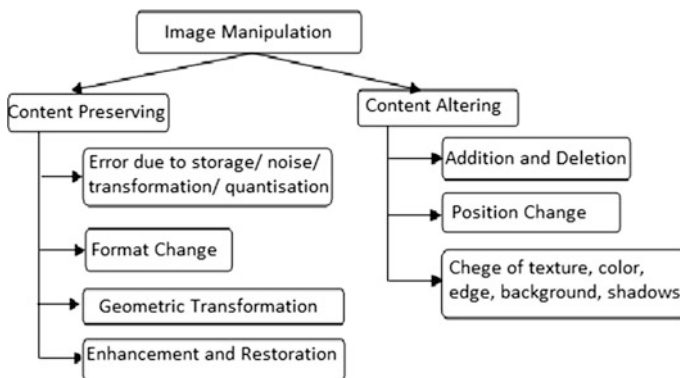 Image Manipulation
Content Preserving
Error due to storage/ noise/
transformation/ quantisation
Format Change
Geometric Transformation
Enhancement and Restoration
Content Altering
Addition and Deletion
Position Change
Chege of texture, color,
edge, background, shadows